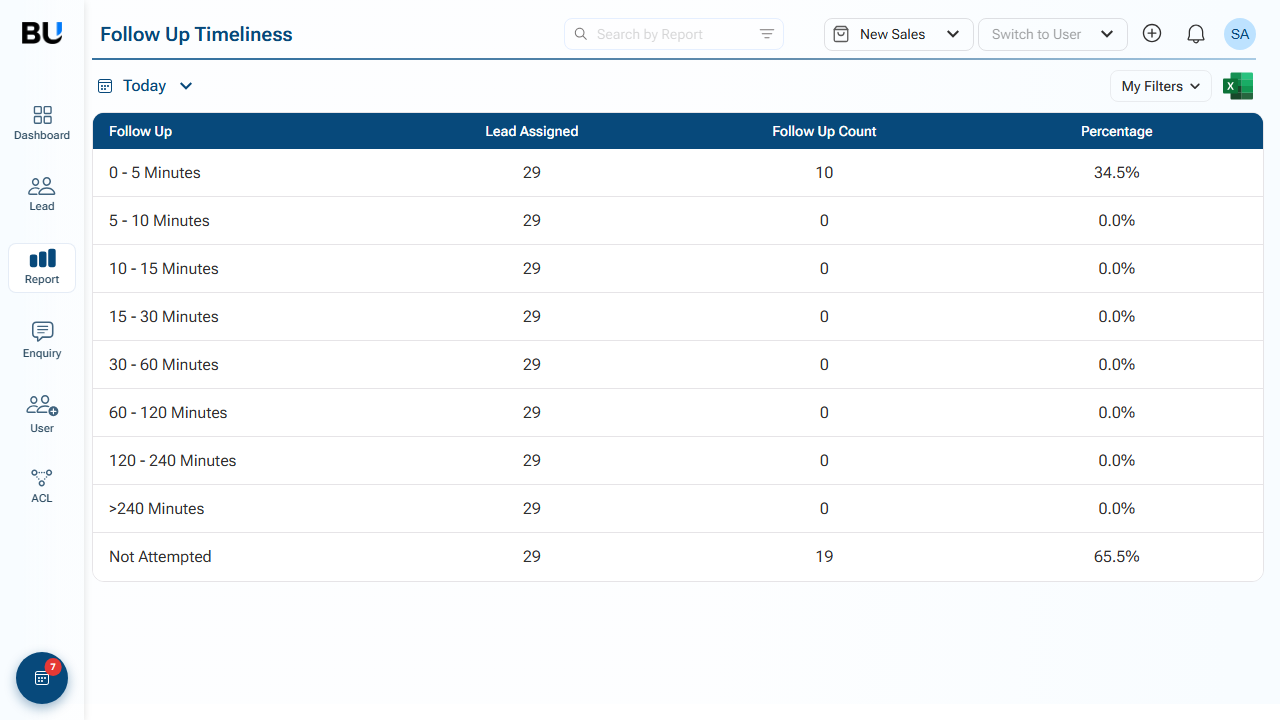 BU
Follow Up Timeliness
Search by Report
New Sales
Switch to User
SA
Today
My Filters
X
Dashboard
Lead
Report
Enquiry
User
ACL
7
Follow Up Lead Assigned Follow Up Count Percentage
0 - 5 Minutes 29 10 34.5%
5 - 10 Minutes 29 0 0.0%
10 - 15 Minutes 29 0 0.0%
15 - 30 Minutes 29 0 0.0%
30 - 60 Minutes 29 0 0.0%
60 - 120 Minutes 29 0 0.0%
120 - 240 Minutes 29 0 0.0%
>240 Minutes 29 0 0.0%
Not Attempted 29 19 65.5%